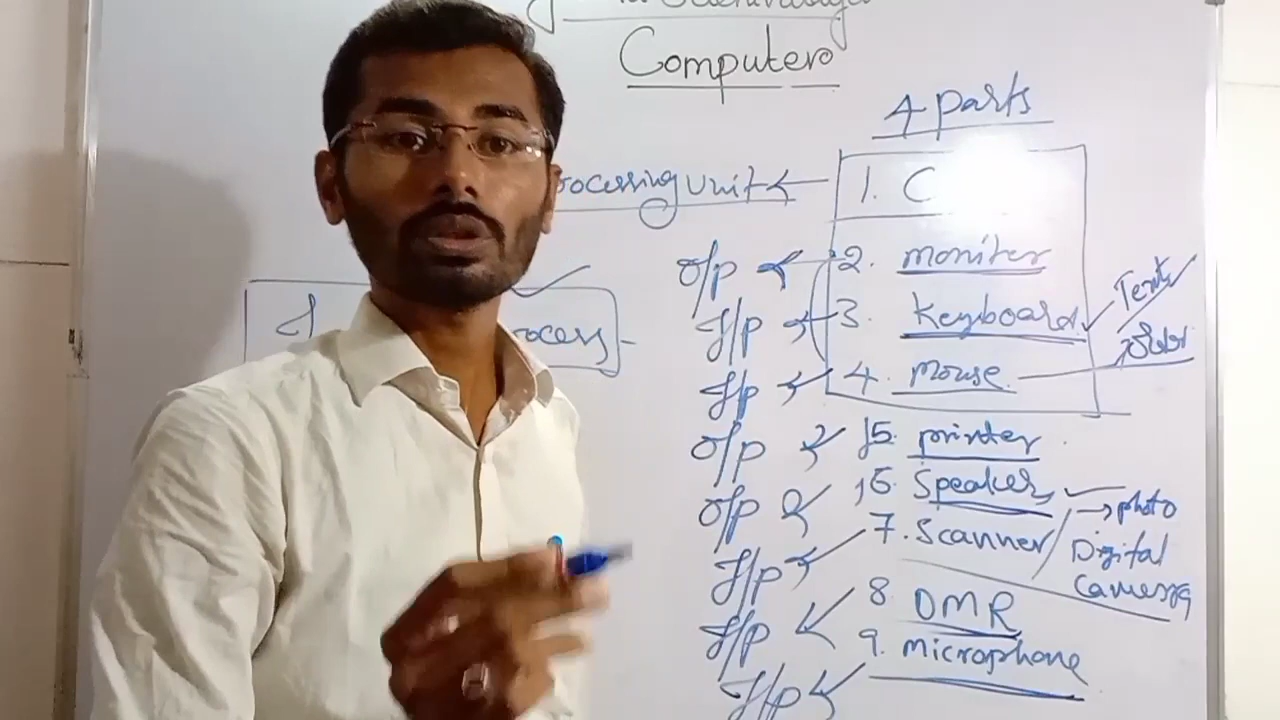 Computer
4 Parts
rocessing unit ← 1. C
O/p ← 2. moniter
I/p ← 3. Keyboard
I/p ← 4. mouse
rocess
O/p ← 5. printer
O/p ← 6. Speaker
→ photo
I/p ← 7. Scanner
Digital
Camera
I/p ← 8. OMR
I/p ← 9. microphone